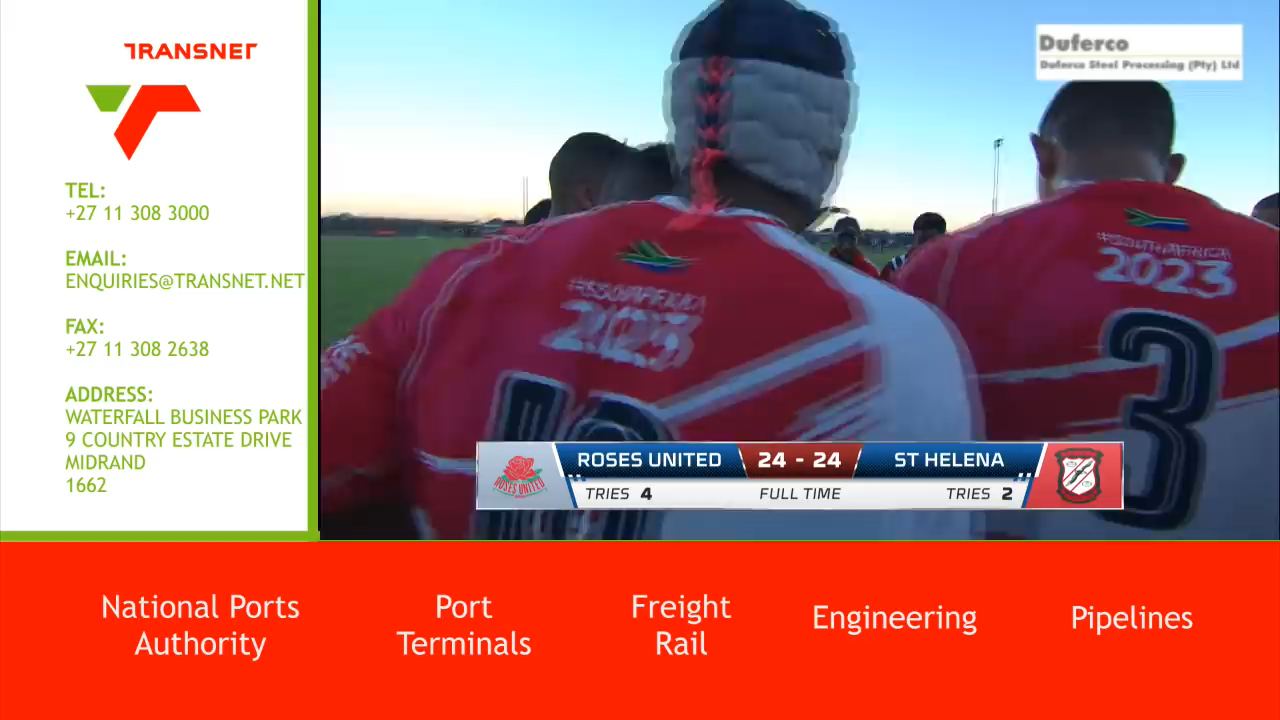 TRANSNET
TEL:
+27 11 308 3000
EMAIL:
ENQUIRIES@TRANSNET.NET
FAX:
+27 11 308 2638
ADDRESS:
WATERFALL BUSINESS PARK
9 COUNTRY ESTATE DRIVE
MIDRAND
1662
Duferco
Duferco Steel Processing (Pty) Ltd
#SOUTHAFRICA
2023
3
2023
ROSES UNITED 24 - 24 ST HELENA
TRIES 4 FULL TIME TRIES 2
ROSES UNITED
National Ports
Authority
Port
Terminals
Freight
Rail
Engineering
Pipelines